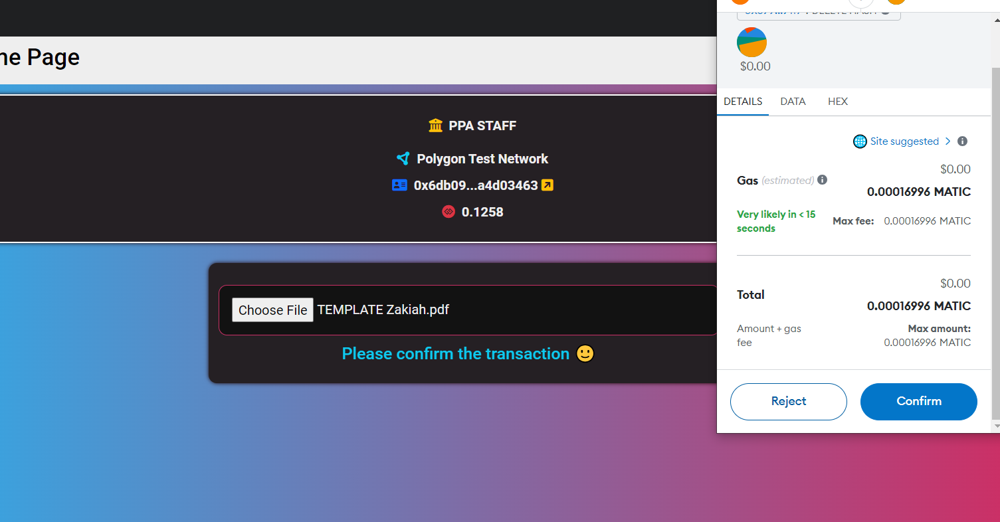 ne Page
PPA STAFF
Polygon Test Network
0x6db09...a4d03463
0.1258
Choose File TEMPLATE Zakiah.pdf
Please confirm the transaction
DELETE HASH
$0.00
DETAILS DATA HEX
Site suggested
$0.00
Gas (estimated)
0.00016996 MATIC
Very likely in < 15
seconds
Max fee: 0.00016996 MATIC
$0.00
Total
0.00016996 MATIC
Amount + gas
fee
Max amount:
0.00016996 MATIC
Reject Confirm